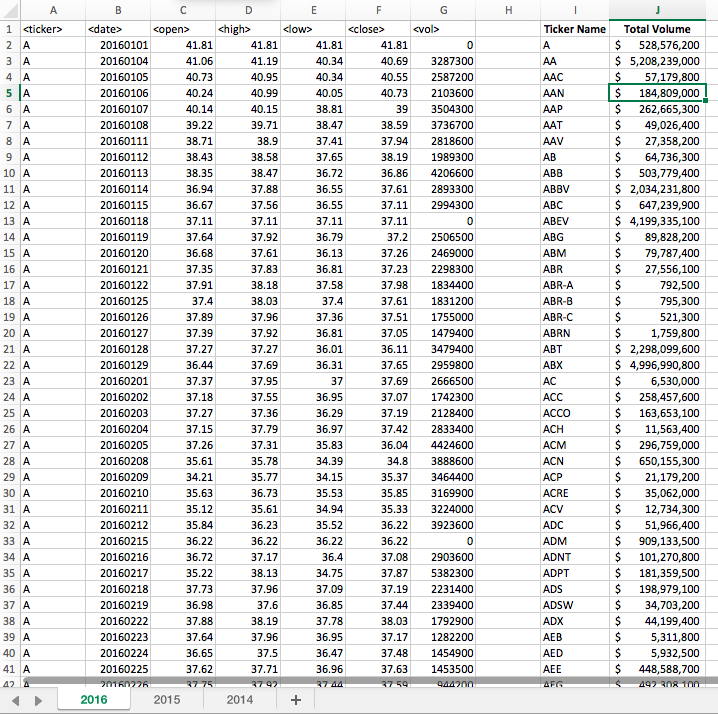 A B C D E F G H I J
1 <ticker> <date> <open> <high> <low> <close> <vol> Ticker Name Total Volume
2 A 20160101 41.81 41.81 41.81 41.81 0 A $ 528,576,200
3 A 20160104 41.06 41.19 40.34 40.69 3287300 AA $ 5,208,239,000
4 A 20160105 40.73 40.95 40.34 40.55 2587200 AAC $ 57,179,800
5 A 20160106 40.24 40.99 40.05 40.73 2103600 AAN $ 184,809,000
6 A 20160107 40.14 40.15 38.81 39 3504300 AAP $ 262,665,300
7 A 20160108 39.22 39.71 38.47 38.59 3736700 AAT $ 49,026,400
8 A 20160111 38.71 38.9 37.41 37.94 2818600 AAV $ 27,358,200
9 A 20160112 38.43 38.58 37.65 38.19 1989300 AB $ 64,736,300
10 A 20160113 38.35 38.47 36.72 36.86 4206600 ABB $ 503,779,400
11 A 20160114 36.94 37.88 36.55 37.61 2893300 ABBV $ 2,034,231,800
12 A 20160115 36.67 37.56 36.55 37.11 2994300 ABC $ 647,239,900
13 A 20160118 37.11 37.11 37.11 37.11 0 ABEV $ 4,199,335,100
14 A 20160119 37.64 37.92 36.79 37.2 2506500 ABG $ 89,828,200
15 A 20160120 36.68 37.61 36.13 37.26 2469000 ABM $ 79,787,400
16 A 20160121 37.35 37.83 36.81 37.23 2298300 ABR $ 27,556,100
17 A 20160122 37.91 38.18 37.58 37.98 1834400 ABR-A $ 792,500
18 A 20160125 37.4 38.03 37.4 37.61 1831200 ABR-B $ 795,300
19 A 20160126 37.89 37.96 37.36 37.51 1755000 ABR-C $ 521,300
20 A 20160127 37.39 37.92 36.81 37.05 1479400 ABRN $ 1,759,800
21 A 20160128 37.27 37.27 36.01 36.11 3479400 ABT $ 2,298,099,600
22 A 20160129 36.44 37.69 36.31 37.65 2959800 ABX $ 4,996,990,800
23 A 20160201 37.37 37.95 37 37.69 2666500 AC $ 6,530,000
24 A 20160202 37.18 37.55 36.95 37.07 1742300 ACC $ 258,457,600
25 A 20160203 37.27 37.36 36.29 37.19 2128400 ACCO $ 163,653,100
26 A 20160204 37.15 37.79 36.97 37.42 2833400 ACH $ 11,563,400
27 A 20160205 37.26 37.31 35.83 36.04 4424600 ACM $ 296,759,000
28 A 20160208 35.61 35.78 34.39 34.8 3888600 ACN $ 650,155,300
29 A 20160209 34.21 35.77 34.15 35.37 3464400 ACP $ 21,179,200
30 A 20160210 35.63 36.73 35.53 35.85 3169900 ACRE $ 35,062,000
31 A 20160211 35.12 35.61 34.94 35.33 3224000 ACV $ 12,734,300
32 A 20160212 35.84 36.23 35.52 36.22 3923600 ADC $ 51,966,400
33 A 20160215 36.22 36.22 36.22 36.22 0 ADM $ 909,133,500
34 A 20160216 36.72 37.17 36.4 37.08 2903600 ADNT $ 101,270,800
35 A 20160217 35.22 38.13 34.75 37.87 5382300 ADPT $ 181,359,500
36 A 20160218 37.73 37.96 37.09 37.19 2231400 ADS $ 198,979,100
37 A 20160219 36.98 37.6 36.85 37.44 2339400 ADSW $ 34,703,200
38 A 20160222 37.88 38.19 37.78 38.03 1792900 ADX $ 44,199,400
39 A 20160223 37.64 37.96 36.95 37.17 1282200 AEB $ 5,311,800
40 A 20160224 36.65 37.5 36.47 37.48 1454900 AED $ 5,932,500
41 A 20160225 37.62 37.71 36.96 37.63 1453500 AEE $ 448,588,700
42 A 20160226 37.75 37.92 37.44 37.59 944200 AEG $ 492,308,100
2016 2015 2014 +